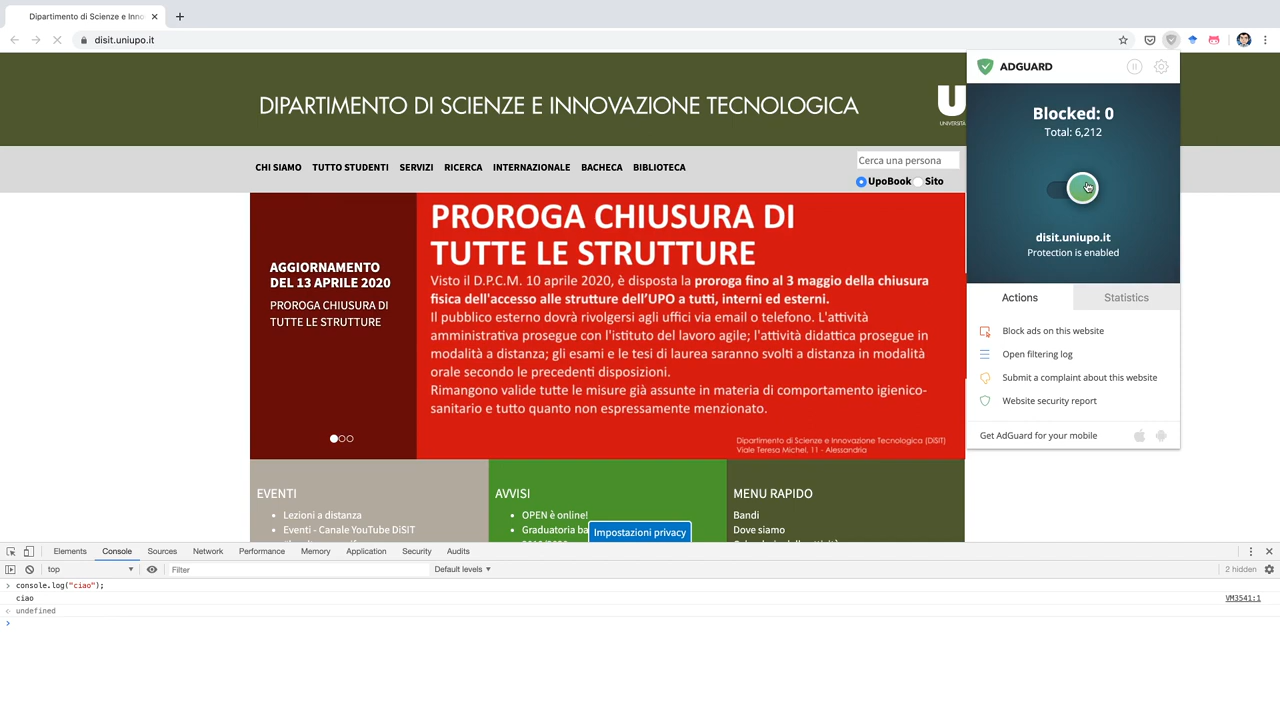 Dipartimento di Scienze e Inno
disit.uniupo.it
DIPARTIMENTO DI SCIENZE E INNOVAZIONE TECNOLOGICA
U
UNIVERSITÀ
CHI SIAMO TUTTO STUDENTI SERVIZI RICERCA INTERNAZIONALE BACHECA BIBLIOTECA
Cerca una persona
UpoBook Sito
AGGIORNAMENTO
DEL 13 APRILE 2020
PROROGA CHIUSURA DI
TUTTE LE STRUTTURE
PROROGA CHIUSURA DI
TUTTE LE STRUTTURE
Visto il D.P.C.M. 10 aprile 2020, è disposta la proroga fino al 3 maggio della chiusura
fisica dell'accesso alle strutture dell'UPO a tutti, interni ed esterni.
Il pubblico esterno dovrà rivolgersi agli uffici via email o telefono. L'attività
amministrativa prosegue con l'istituto del lavoro agile; l'attività didattica prosegue in
modalità a distanza; gli esami e le tesi di laurea saranno svolti a distanza in modalità
orale secondo le precedenti disposizioni.
Rimangono valide tutte le misure già assunte in materia di comportamento igienico-
sanitario e tutto quanto non espressamente menzionato.
Dipartimento di Scienze e Innovazione Tecnologica (DiSIT)
Viale Teresa Michel, 11 - Alessandria
EVENTI
Lezioni a distanza
Eventi - Canale YouTube DiSIT
AVVISI
OPEN è online!
Graduatoria ba
MENU RAPIDO
Bandi
Dove siamo
Impostazioni privacy
ADGUARD
Blocked: 0
Total: 6,212
disit.uniupo.it
Protection is enabled
Actions Statistics
Block ads on this website
Open filtering log
Submit a complaint about this website
Website security report
Get AdGuard for your mobile
Elements Console Sources Network Performance Memory Application Security Audits
top Filter Default levels 2 hidden
> console.log("ciao");
ciao VM3541:1
undefined